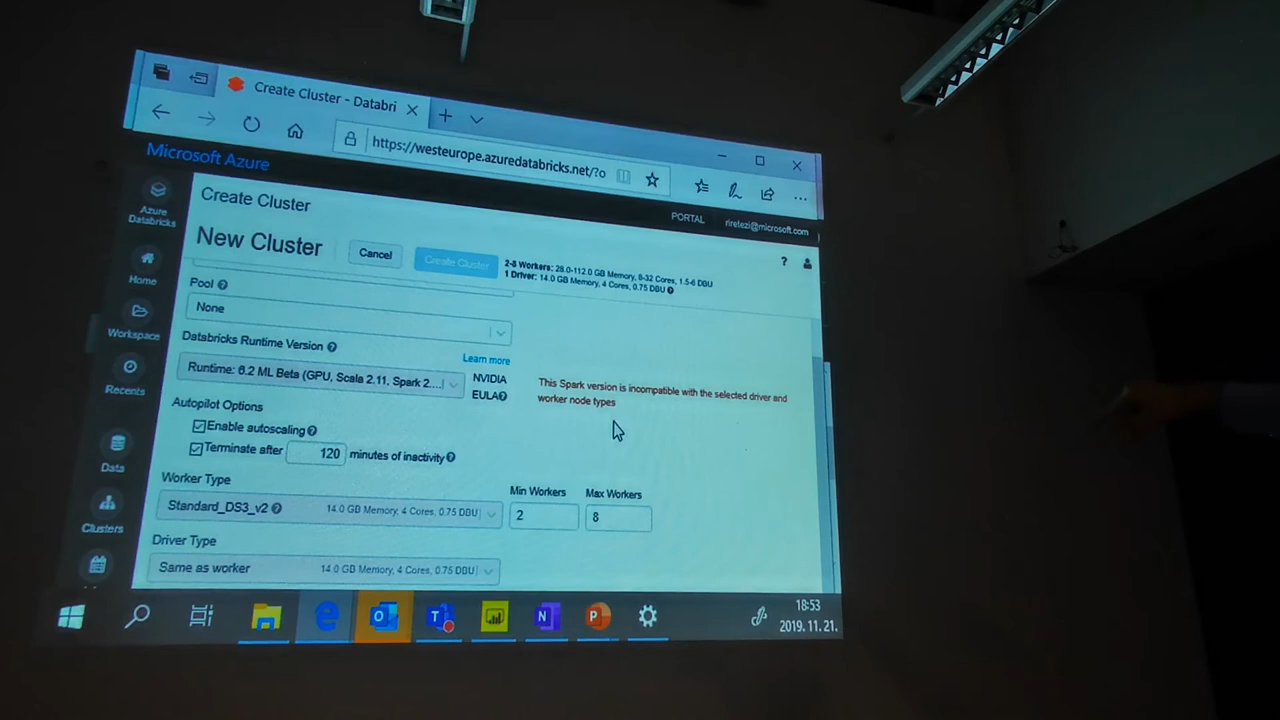 Create Cluster - Databri
https://westeurope.azuredatabricks.net/?o
Microsoft Azure
PORTAL
riretezi@microsoft.com
Azure
Databricks
Home
Workspace
Recents
Data
Clusters
Create Cluster
New Cluster
Cancel
Create Cluster
2-8 Workers: 28.0-112.0 GB Memory, 8-32 Cores, 1.5-6 DBU
1 Driver: 14.0 GB Memory, 4 Cores, 0.75 DBU ?
?
Pool ?
None
Databricks Runtime Version ?
Learn more
Runtime: 6.2 ML Beta (GPU, Scala 2.11, Spark 2....
NVIDIA
EULA ?
This Spark version is incompatible with the selected driver and
worker node types
Autopilot Options
Enable autoscaling ?
Terminate after 120 minutes of inactivity ?
Worker Type
Min Workers
Max Workers
Standard_DS3_v2 ? 14.0 GB Memory, 4 Cores, 0.75 DBU
2
8
Driver Type
Same as worker 14.0 GB Memory, 4 Cores, 0.75 DBU
18:53
2019. 11. 21.